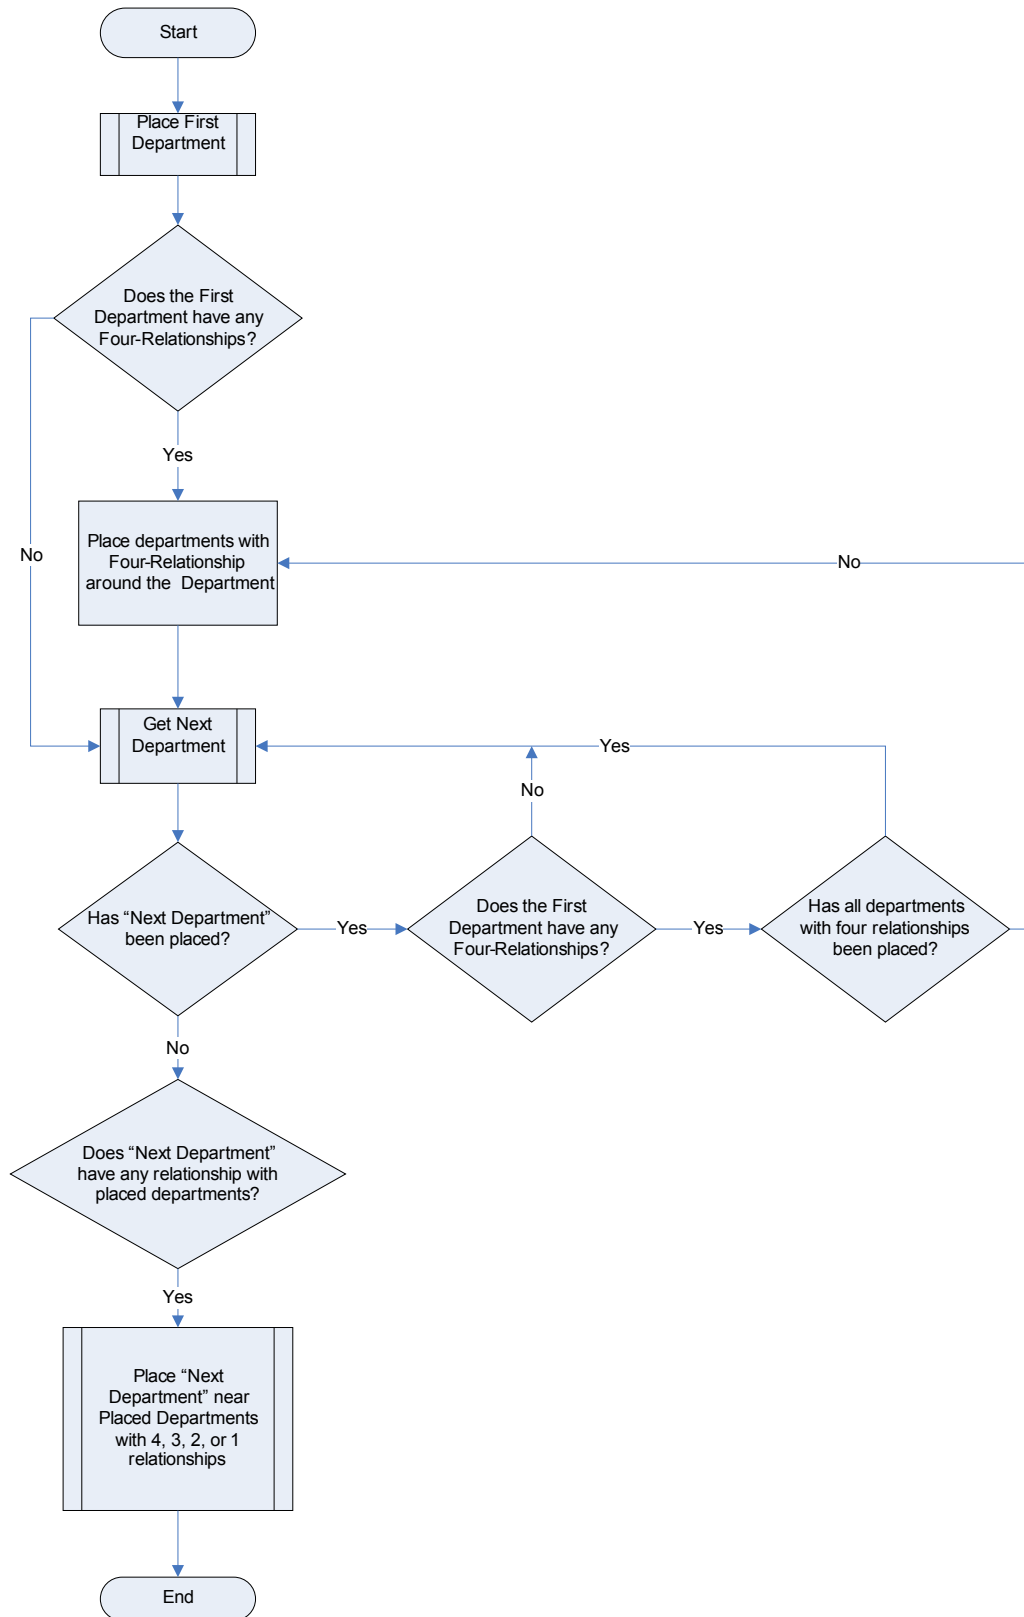 Start
Place First
Department
Does the First
Department have any
Four-Relationships?
Yes
No
Place departments with
Four-Relationship
around the  Department
No
Get Next
Department
Yes
No
Has “Next Department”
been placed?
Yes
Does the First
Department have any
Four-Relationships?
Yes
Has all departments
with four relationships
been placed?
No
Does “Next Department”
have any relationship with
placed departments?
Yes
Place “Next
Department” near
Placed Departments
with 4, 3, 2, or 1
relationships
End